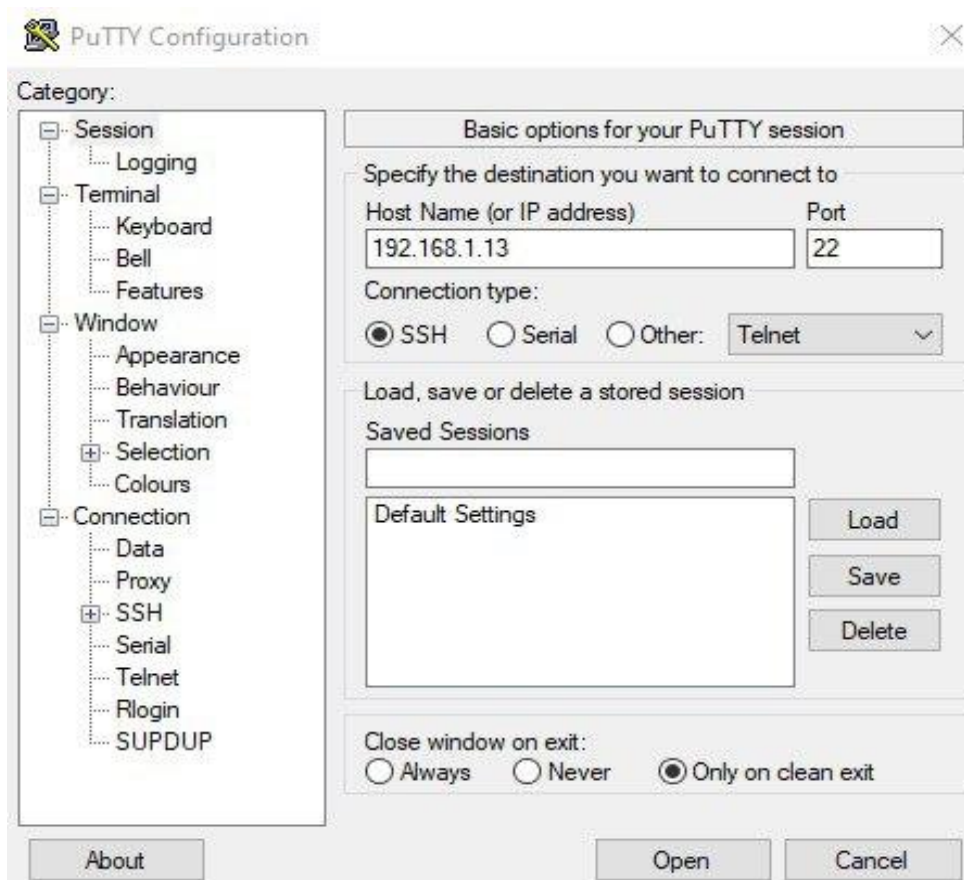 PuTTY Configuration
Category:
Session
Logging
Terminal
Keyboard
Bell
Features
Window
Appearance
Behaviour
Translation
Selection
Colours
Connection
Data
Proxy
SSH
Serial
Telnet
Rlogin
SUPDUP
Basic options for your PuTTY session
Specify the destination you want to connect to
Host Name (or IP address) Port
192.168.1.13 22
Connection type:
SSH Serial Other: Telnet
Load, save or delete a stored session
Saved Sessions
Default Settings
Load
Save
Delete
Close window on exit:
Always Never Only on clean exit
About Open Cancel